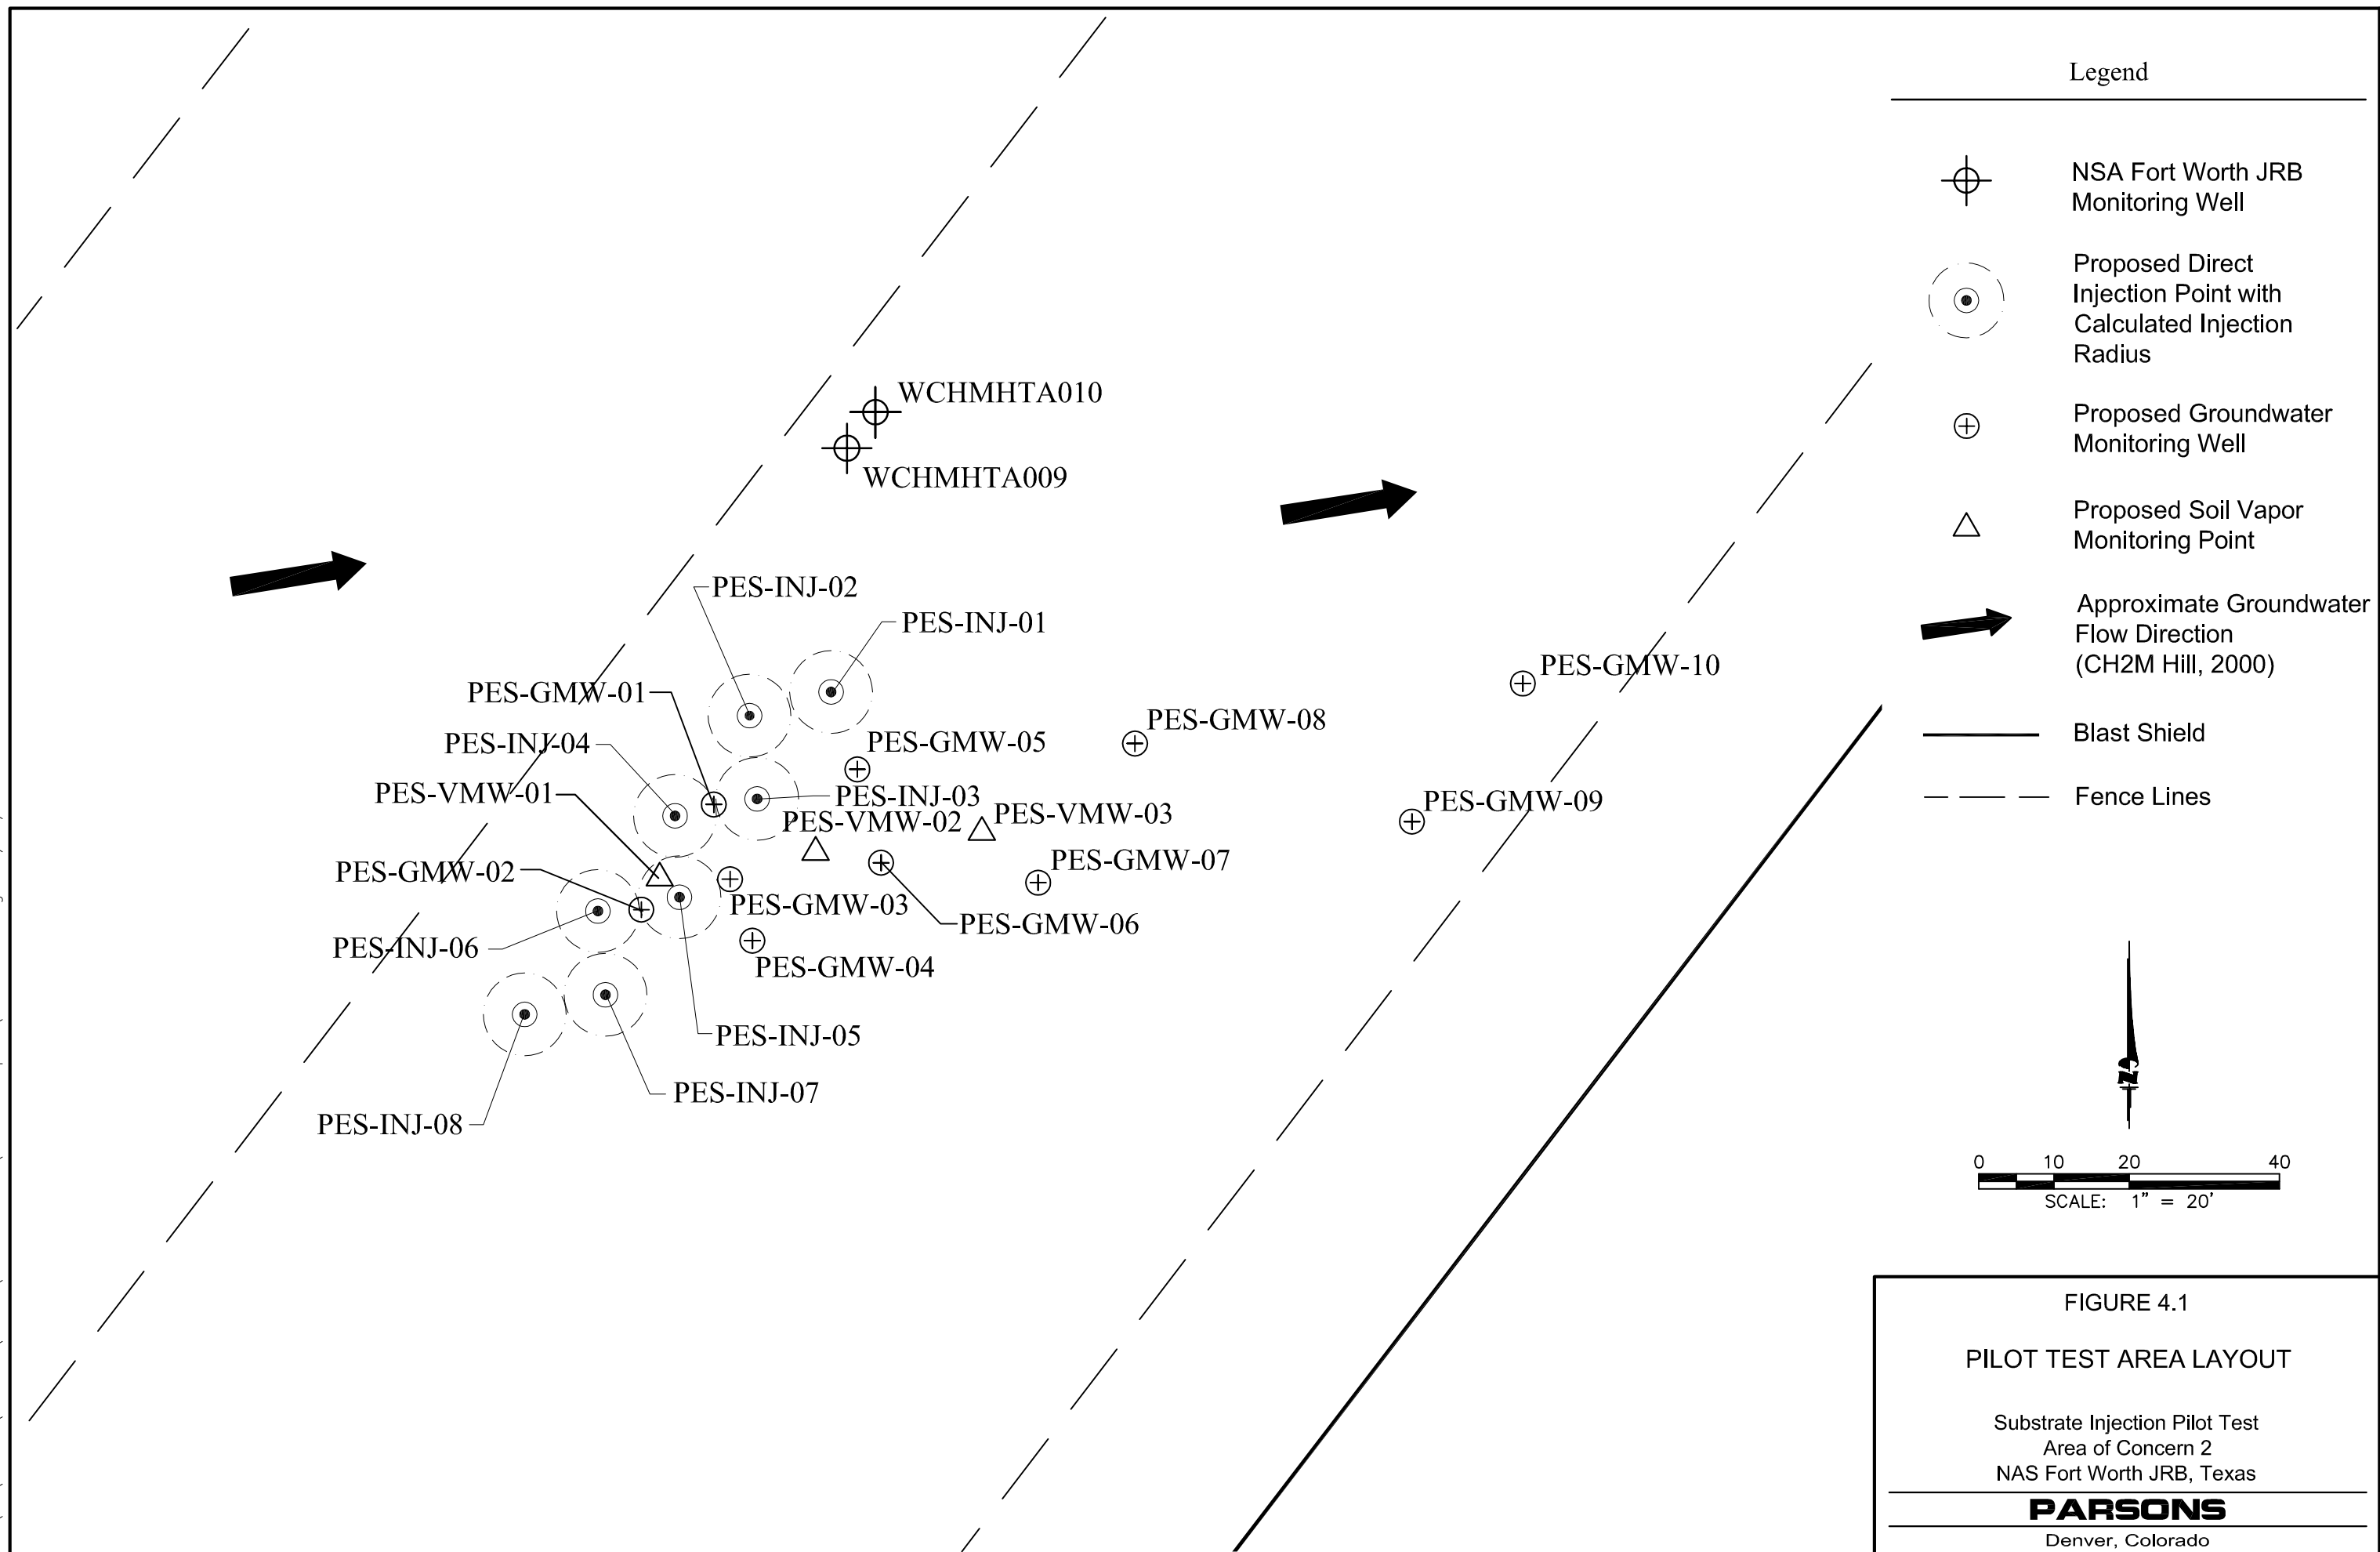 Legend
NSA Fort Worth JRB
Monitoring Well
Proposed Direct
Injection Point with
Calculated Injection
Radius
Proposed Groundwater
Monitoring Well
Proposed Soil Vapor
Monitoring Point
Approximate Groundwater
Flow Direction
(CH2M Hill, 2000)
Blast Shield
Fence Lines
WCHMHTA010
WCHMHTA009
PES-INJ-02
PES-INJ-01
PES-GMW-01
PES-GMW-10
PES-GMW-08
PES-INJ-04
PES-GMW-05
PES-VMW-01
PES-INJ-03
PES-GMW-09
PES-VMW-02
PES-VMW-03
PES-GMW-02
PES-GMW-07
PES-GMW-03
PES-GMW-06
PES-INJ-06
PES-GMW-04
PES-INJ-05
PES-INJ-07
PES-INJ-08
N
0 10 20 40
SCALE: 1" = 20'
FIGURE 4.1
PILOT TEST AREA LAYOUT
Substrate Injection Pilot Test
Area of Concern 2
NAS Fort Worth JRB, Texas
PARSONS
Denver, Colorado